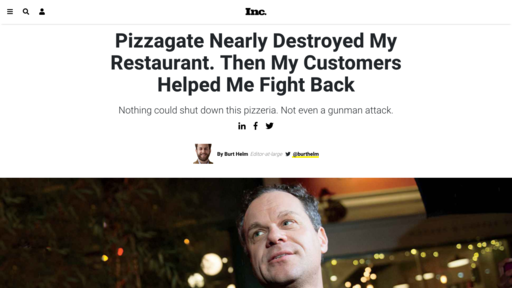 Inc.
Pizzagate Nearly Destroyed My
Restaurant. Then My Customers
Helped Me Fight Back
Nothing could shut down this pizzeria. Not even a gunman attack.
By Burt Helm Editor-at-large @burthelm